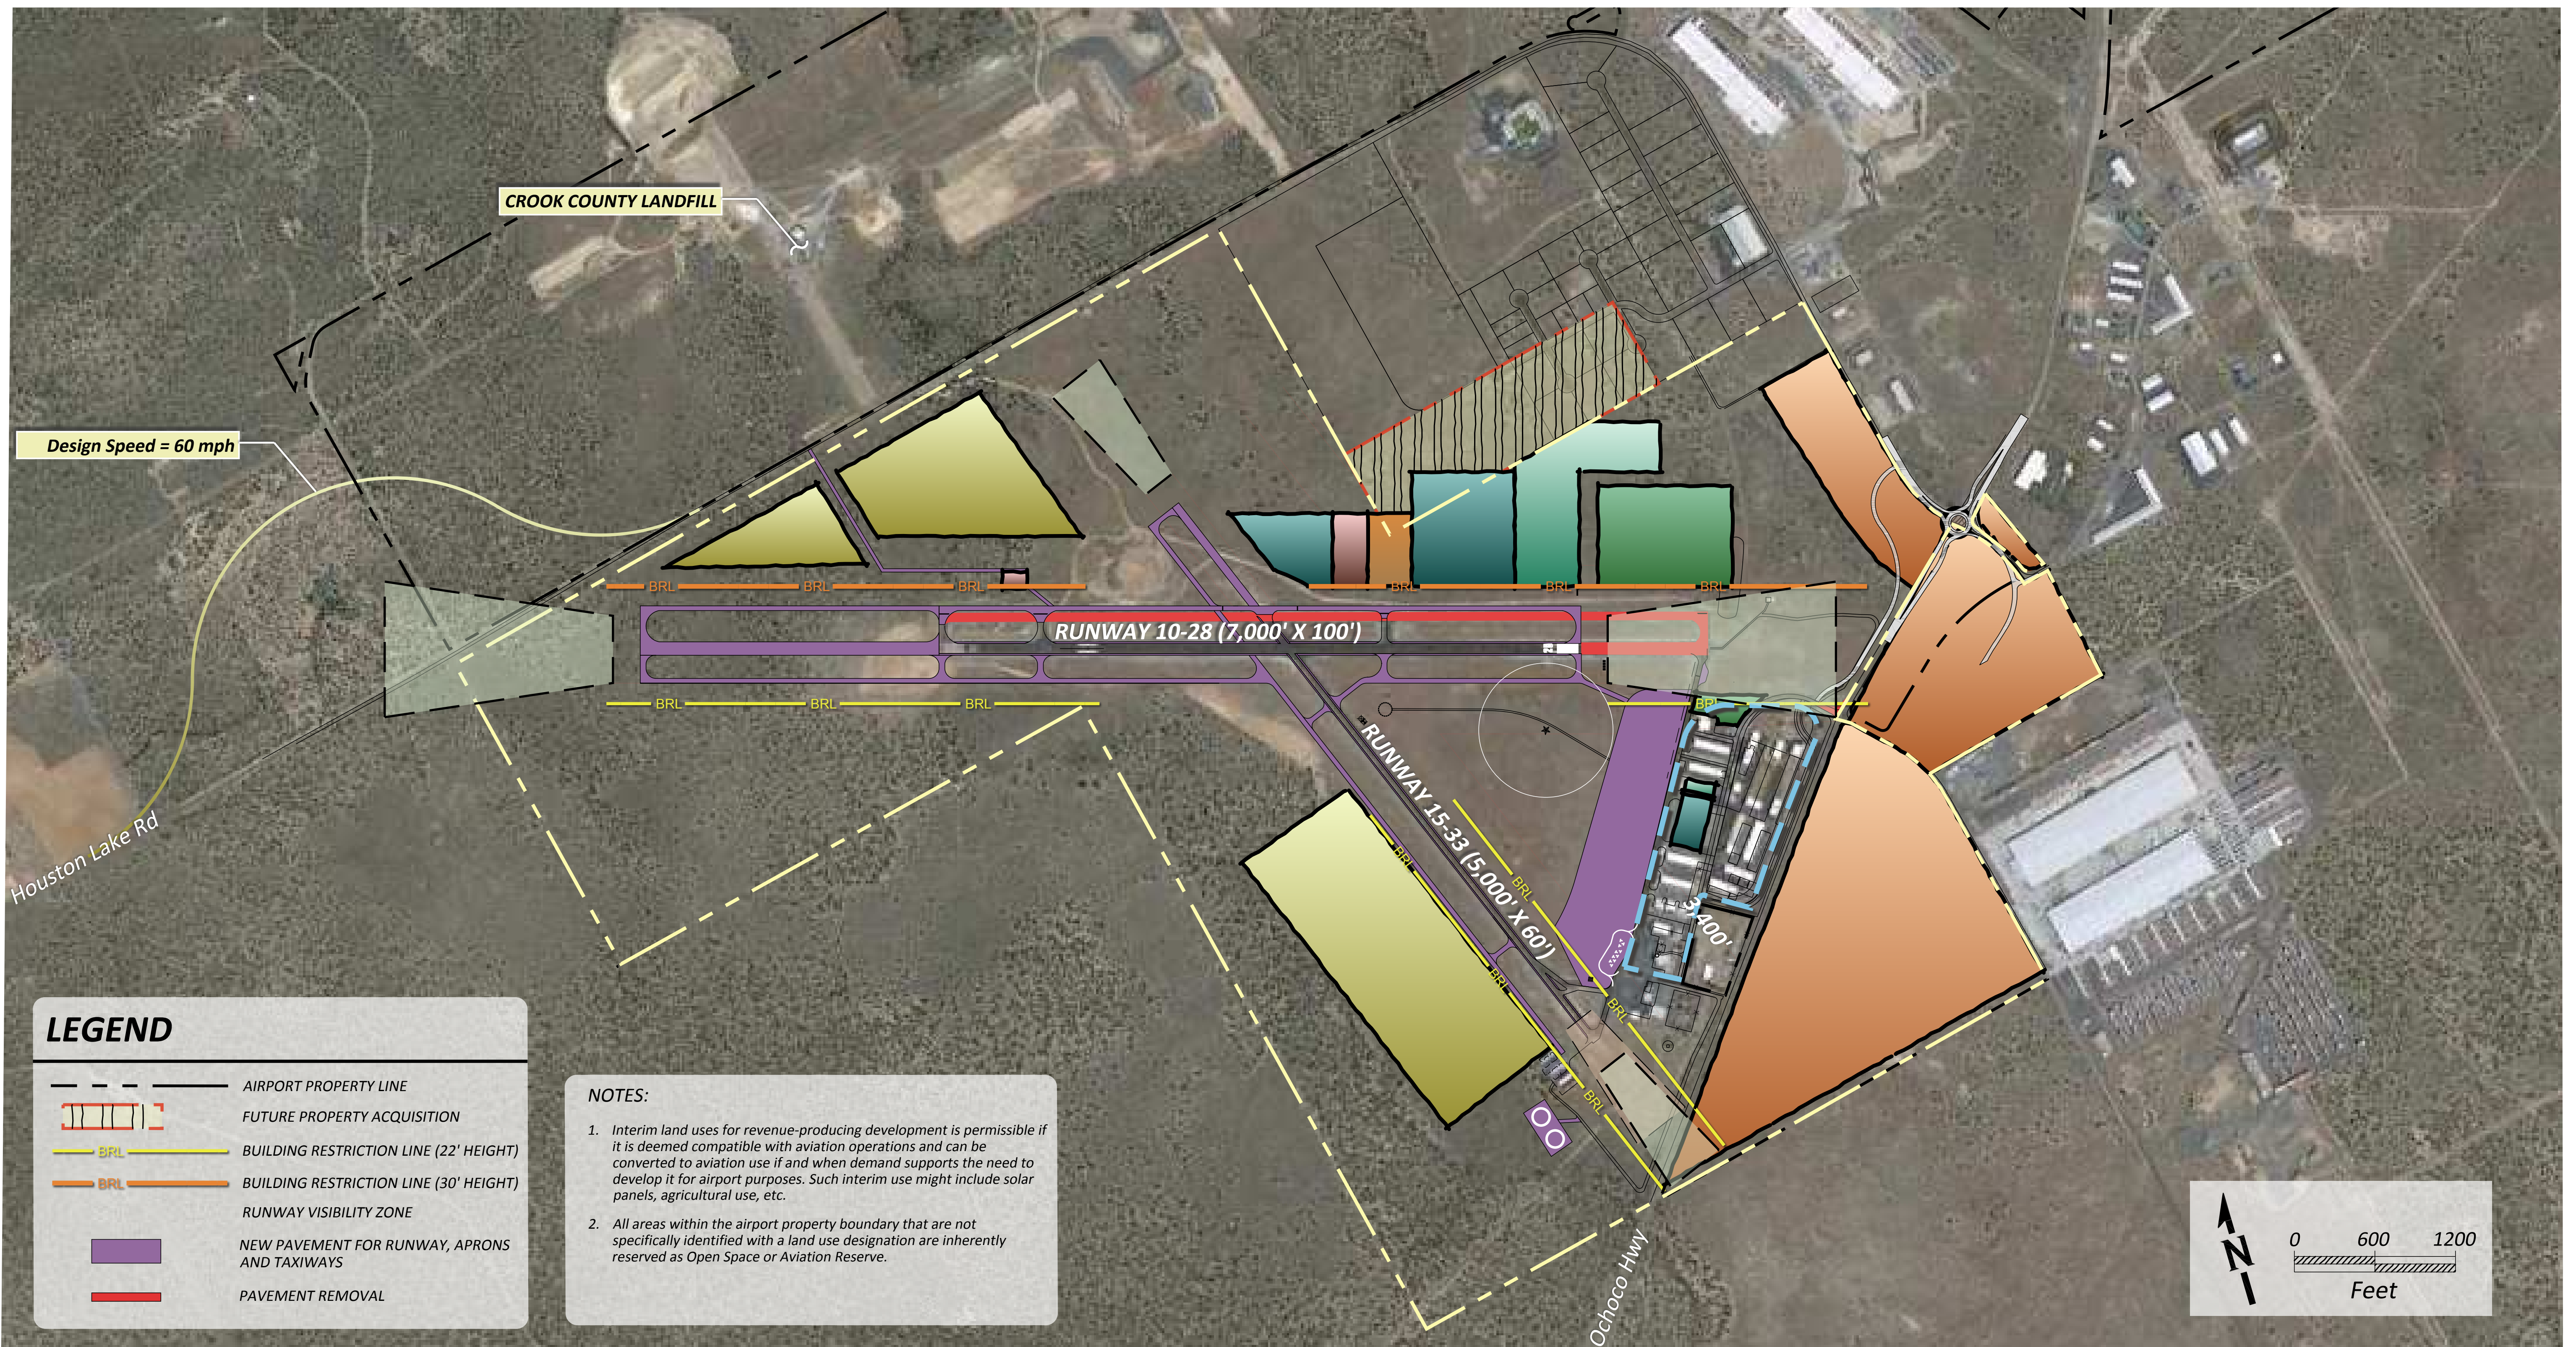 CROOK COUNTY LANDFILL
Design Speed = 60 mph
BRL BRL BRL
BRL BRL BRL
RUNWAY 10-28 (7,000' X 100')
BRL BRL BRL
BRL
RUNWAY 15-33 (5,000' X 60')
BRL
BRL
BRL
BRL
BRL
3,400'
Houston Lake Rd
Ochoco Hwy
LEGEND
AIRPORT PROPERTY LINE
FUTURE PROPERTY ACQUISITION
BRL BUILDING RESTRICTION LINE (22' HEIGHT)
BRL BUILDING RESTRICTION LINE (30' HEIGHT)
RUNWAY VISIBILITY ZONE
NEW PAVEMENT FOR RUNWAY, APRONS
AND TAXIWAYS
PAVEMENT REMOVAL
NOTES:
1. Interim land uses for revenue-producing development is permissible if
it is deemed compatible with aviation operations and can be
converted to aviation use if and when demand supports the need to
develop it for airport purposes. Such interim use might include solar
panels, agricultural use, etc.
2. All areas within the airport property boundary that are not
specifically identified with a land use designation are inherently
reserved as Open Space or Aviation Reserve.
N
0 600 1200
Feet